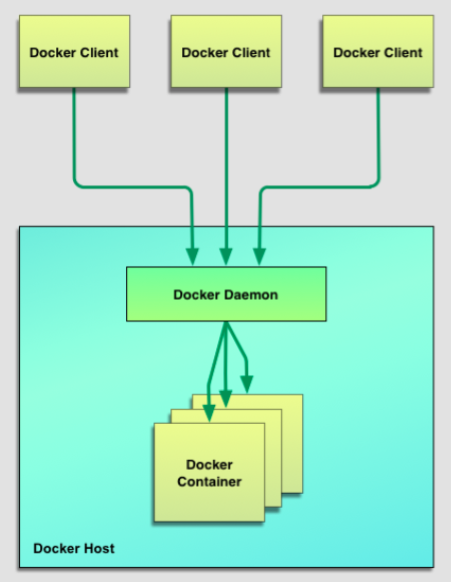 Docker Client
Docker Client
Docker Client
Docker Daemon
Docker
Container
Docker Host